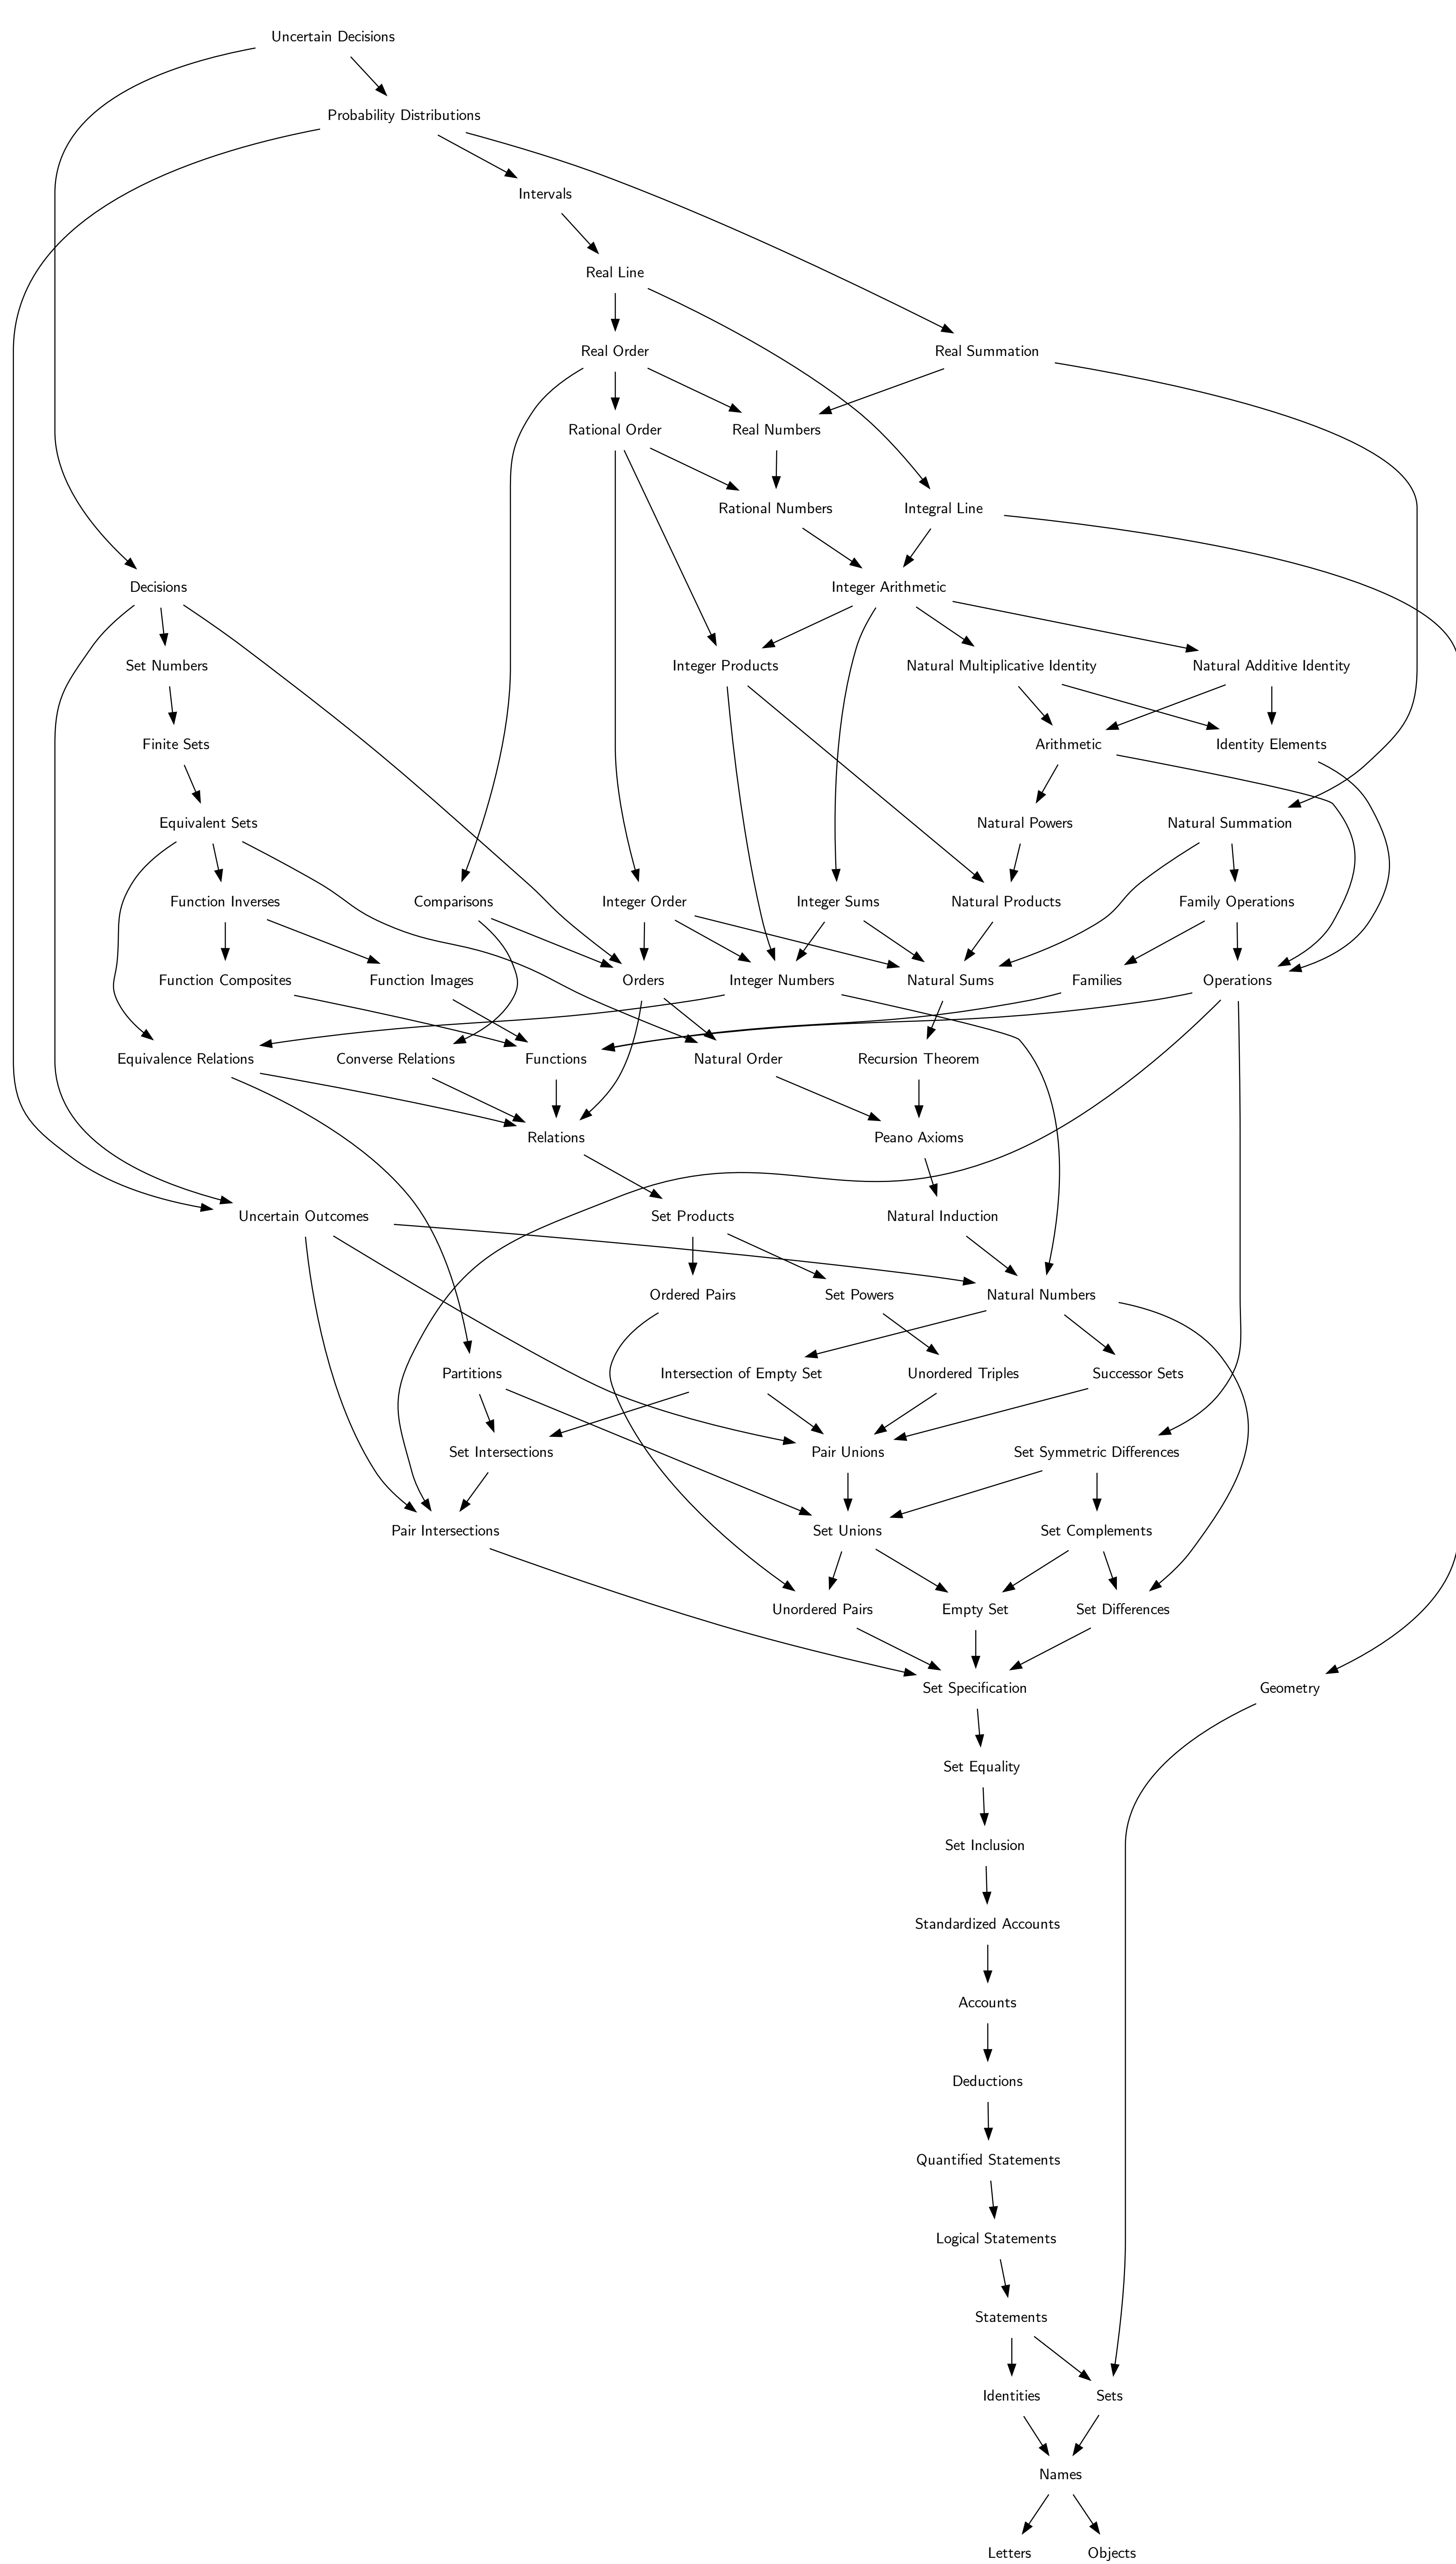 Uncertain Decisions
Probability Distributions
Intervals
Real Line
Real Order
Real Summation
Rational Order
Real Numbers
Rational Numbers
Integral Line
Decisions
Integer Arithmetic
Set Numbers
Integer Products
Natural Multiplicative Identity
Natural Additive Identity
Finite Sets
Arithmetic
Identity Elements
Equivalent Sets
Natural Powers
Natural Summation
Function Inverses
Comparisons
Integer Order
Integer Sums
Natural Products
Family Operations
Function Composites
Function Images
Orders
Integer Numbers
Natural Sums
Families
Operations
Equivalence Relations
Converse Relations
Functions
Natural Order
Recursion Theorem
Relations
Peano Axioms
Uncertain Outcomes
Set Products
Natural Induction
Ordered Pairs
Set Powers
Natural Numbers
Partitions
Intersection of Empty Set
Unordered Triples
Successor Sets
Set Intersections
Pair Unions
Set Symmetric Differences
Pair Intersections
Set Unions
Set Complements
Unordered Pairs
Empty Set
Set Differences
Set Specification
Geometry
Set Equality
Set Inclusion
Standardized Accounts
Accounts
Deductions
Quantified Statements
Logical Statements
Statements
Identities
Sets
Names
Letters
Objects